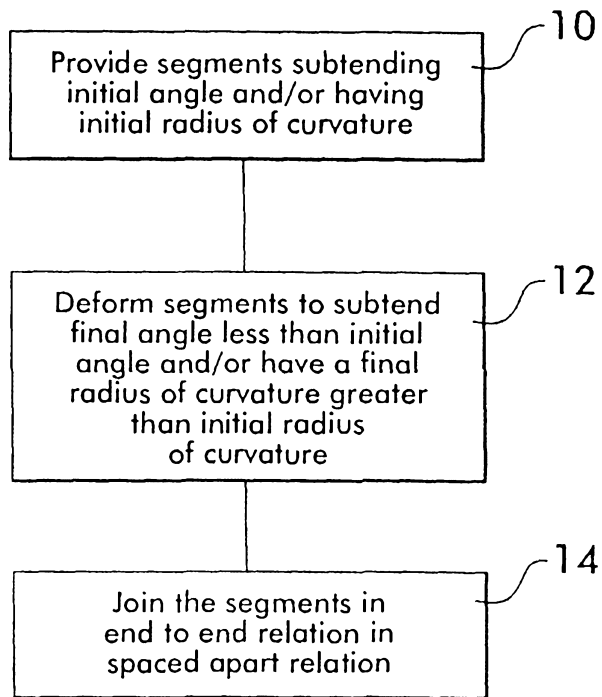 10
Provide segments subtending
initial angle and/or having
initial radius of curvature
12
Deform segments to subtend
final angle less than initial
angle and/or have a final
radius of curvature greater
than initial radius
of curvature
14
Join the segments in
end to end relation in
spaced apart relation